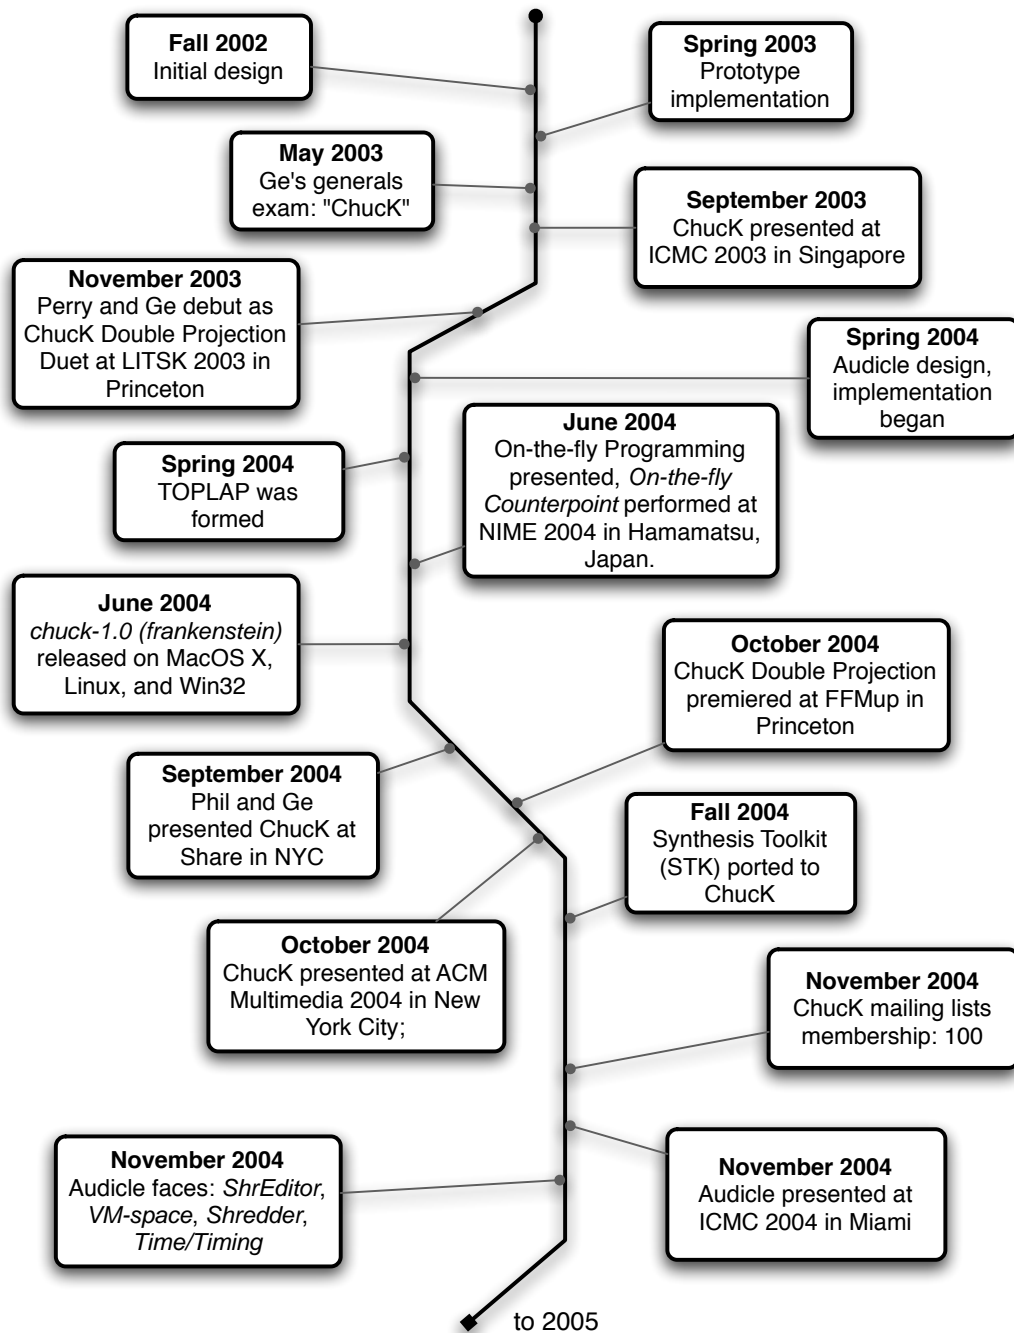 Fall 2002
Initial design
Spring 2003
Prototype
implementation
May 2003
Ge's generals
exam: "ChucK"
September 2003
ChucK presented at
ICMC 2003 in Singapore
November 2003
Perry and Ge debut as
ChucK Double Projection
Duet at LITSK 2003 in
Princeton
Spring 2004
Audicle design,
implementation
began
June 2004
On-the-fly Programming
presented, On-the-fly
Counterpoint performed at
NIME 2004 in Hamamatsu,
Japan.
Spring 2004
TOPLAP was
formed
June 2004
chuck-1.0 (frankenstein)
released on MacOS X,
Linux, and Win32
October 2004
ChucK Double Projection
premiered at FFMup in
Princeton
September 2004
Phil and Ge
presented ChucK at
Share in NYC
Fall 2004
Synthesis Toolkit
(STK) ported to
ChucK
October 2004
ChucK presented at ACM
Multimedia 2004 in New
York City;
November 2004
ChucK mailing lists
membership: 100
November 2004
Audicle faces: ShrEditor,
VM-space, Shredder,
Time/Timing
November 2004
Audicle presented at
ICMC 2004 in Miami
to 2005